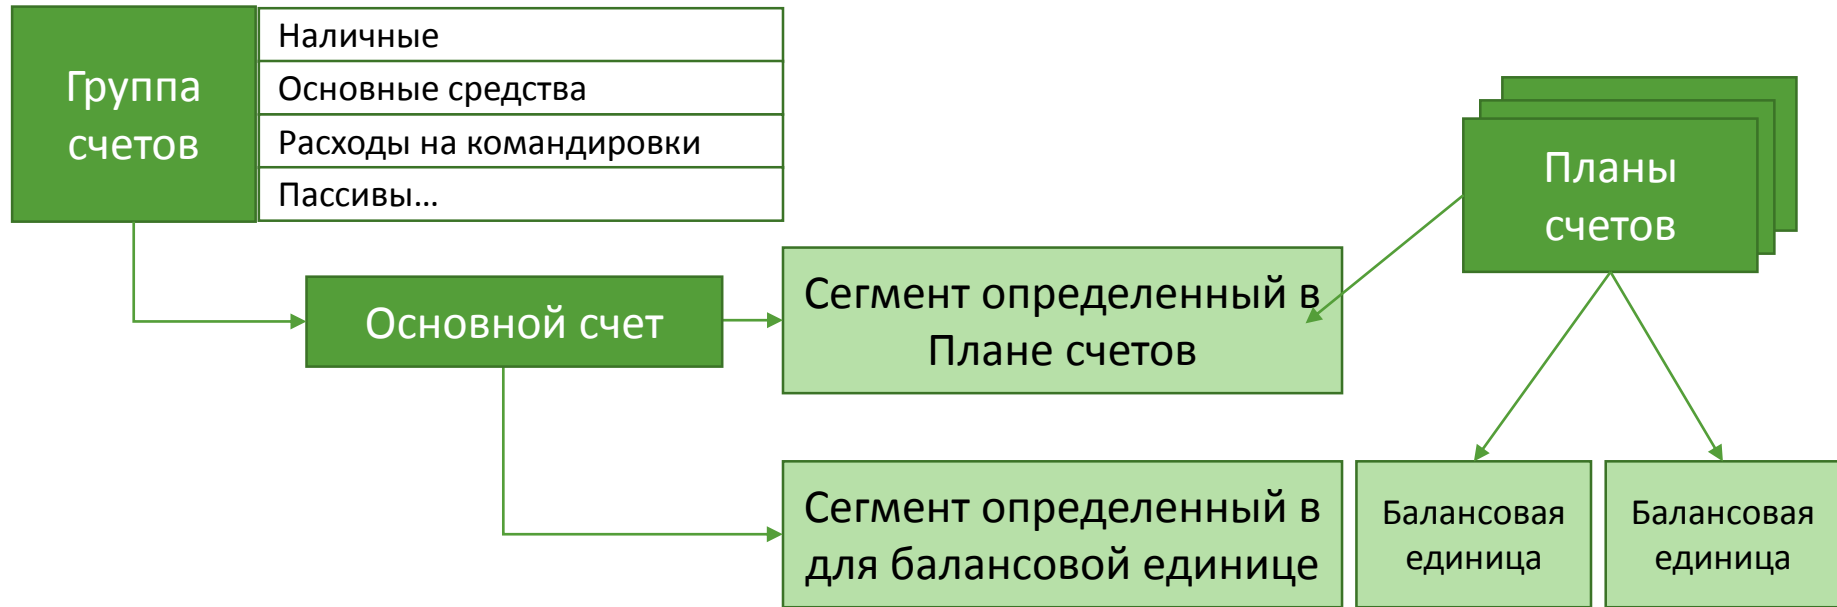 Группа
счетов
Наличные
Основные средства
Расходы на командировки
Пассивы...
Планы
счетов
Основной счет
Сегмент определенный в
Плане счетов
Сегмент определенный в
для балансовой единице
Балансовая
единица
Балансовая
единица